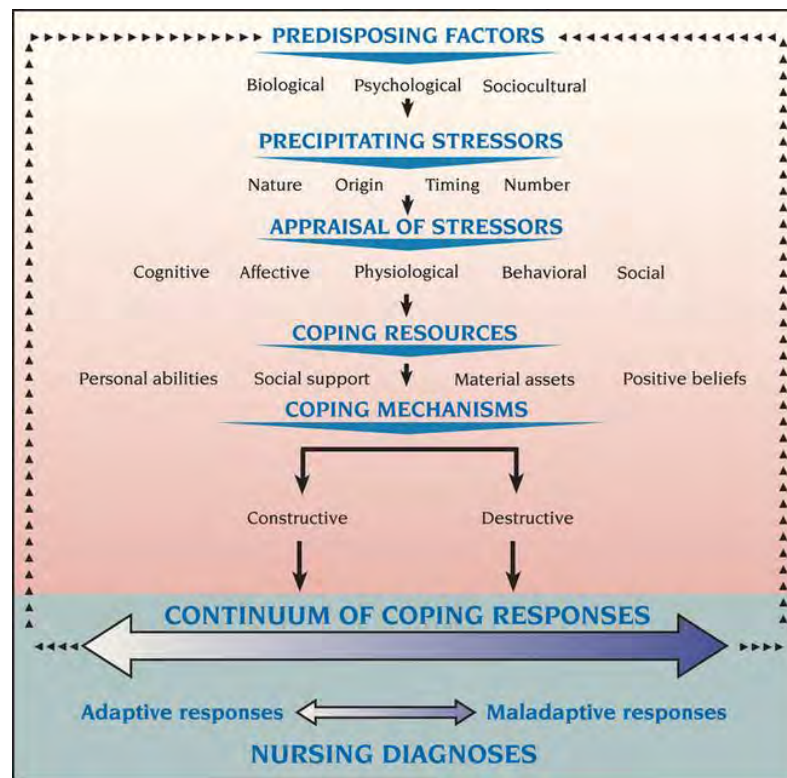 PREDISPOSING FACTORS
Biological Psychological Sociocultural
PRECIPITATING STRESSORS
Nature Origin Timing Number
APPRAISAL OF STRESSORS
Cognitive Affective Physiological Behavioral Social
COPING RESOURCES
Personal abilities Social support Material assets Positive beliefs
COPING MECHANISMS
Constructive Destructive
CONTINUUM OF COPING RESPONSES
Adaptive responses Maladaptive responses
NURSING DIAGNOSES